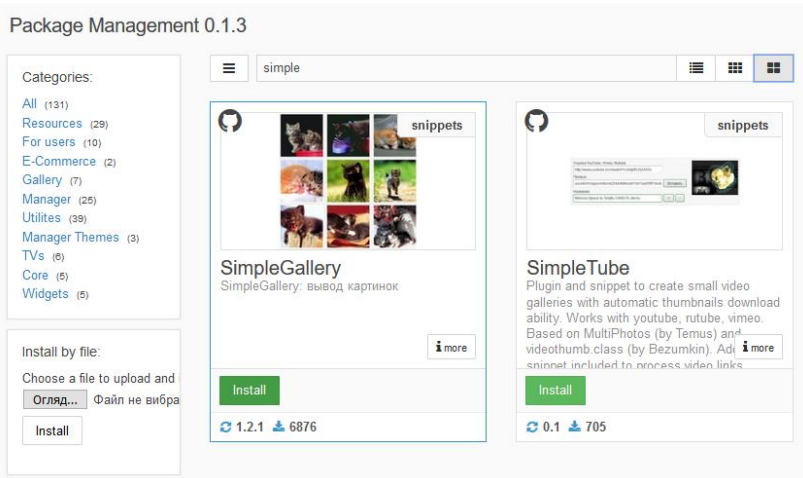 Package Management 0.1.3
Categories:
All (131)
Resources (29)
For users (10)
E-Commerce (2)
Gallery (7)
Manager (25)
Utilites (39)
Manager Themes (3)
TVs (6)
Core (5)
Widgets (5)
Install by file:
Choose a file to upload and
Огляд... Файл не вибра
Install
simple
snippets
SimpleGallery
SimpleGallery: вывод картинок
i more
Install
1.2.1 6876
snippets
SimpleTube
Plugin and snippet to create small video
galleries with automatic thumbnails download
ability. Works with youtube, rutube, vimeo.
Based on MultiPhotos (by Temus) and
videothumb.class (by Bezumkin). Add
i more
snippet included to process video links
Install
0.1 705